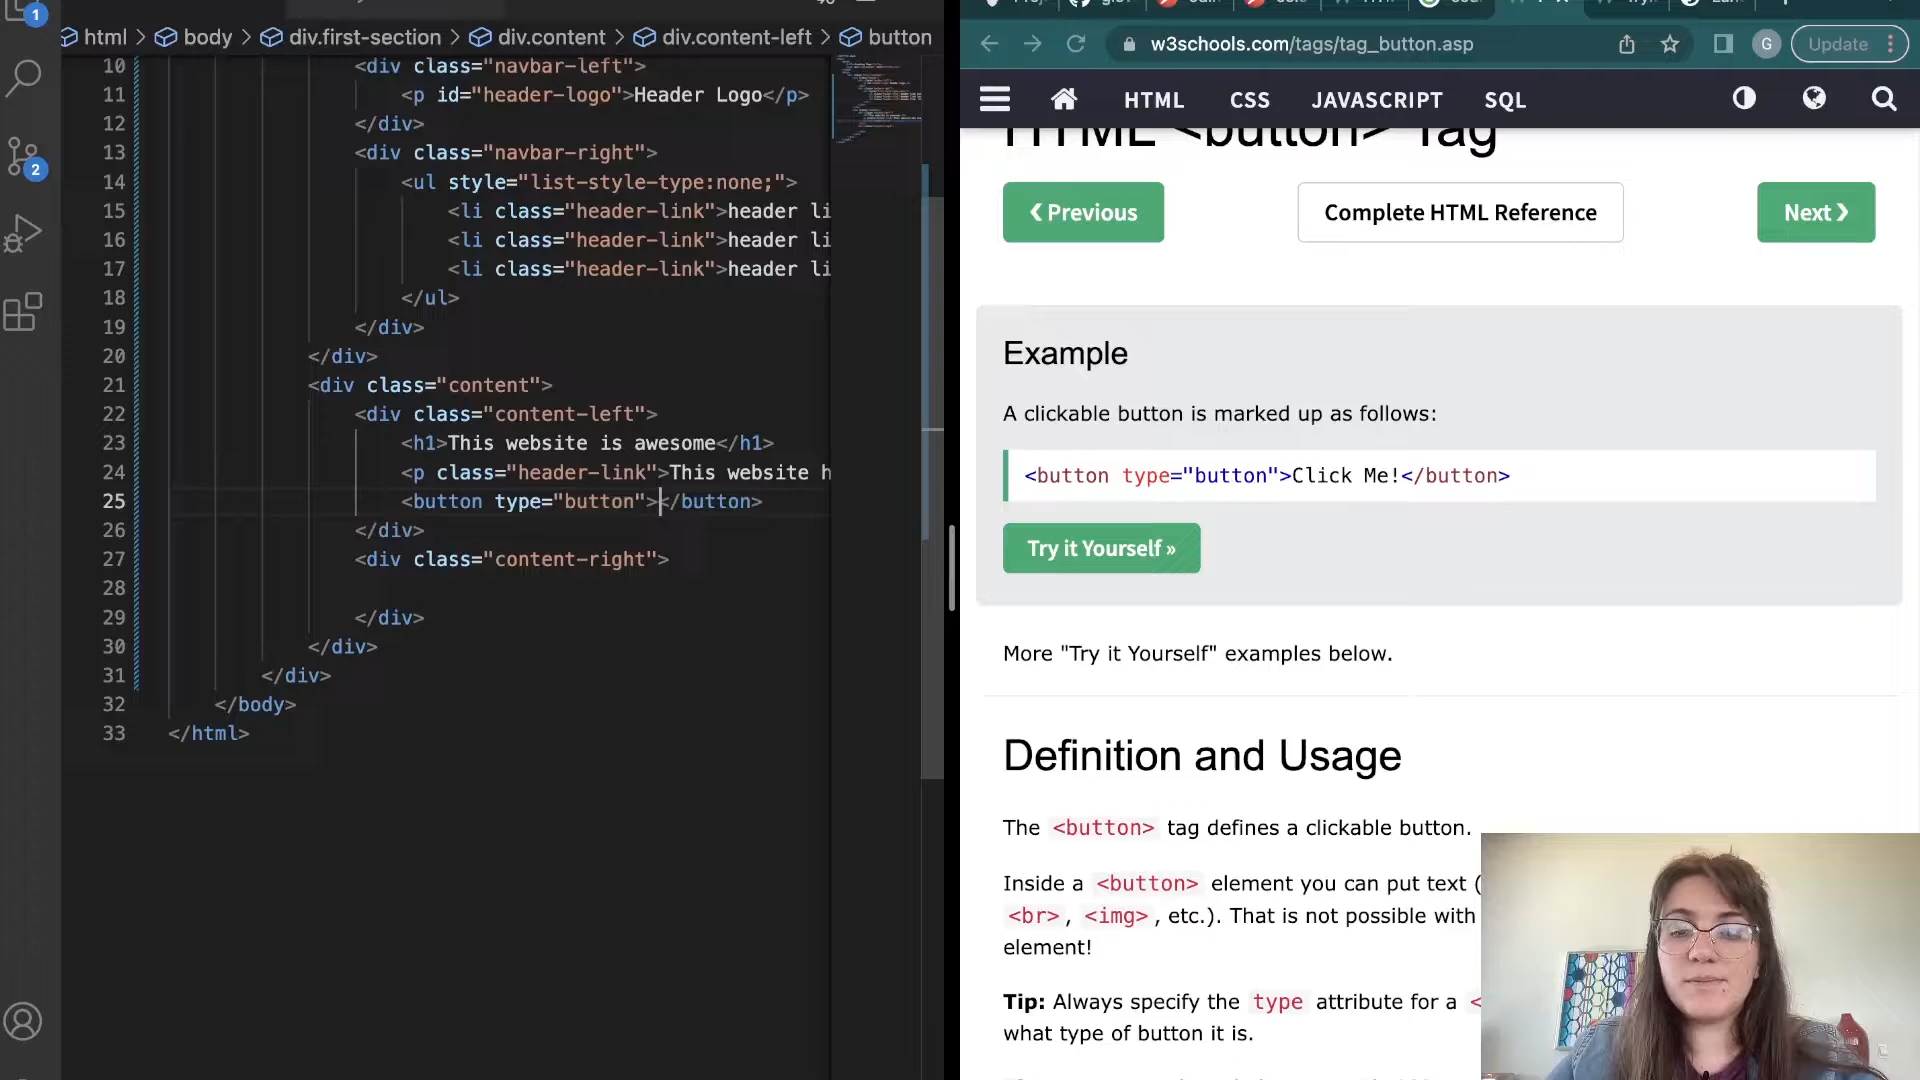 1
html > body > div.first-section > div.content > div.content-left > button
10 <div class="navbar-left">
11 <p id="header-logo">Header Logo</p>
12 </div>
13 <div class="navbar-right">
14 <ul style="list-style-type:none;">
15 <li class="header-link">header li
16 <li class="header-link">header li
17 <li class="header-link">header li
18 </ul>
19 </div>
20 </div>
21 <div class="content">
22 <div class="content-left">
23 <h1>This website is awesome</h1>
24 <p class="header-link">This website h
25 <button type="button"></button>
26 </div>
27 <div class="content-right">
28
29 </div>
30 </div>
31 </div>
32 </body>
33 </html>
2
w3schools.com/tags/tag_button.asp
G
Update
HTML CSS JAVASCRIPT SQL
HTML <button> Tag
❮ Previous
Complete HTML Reference
Next ❯
Example
A clickable button is marked up as follows:
<button type="button">Click Me!</button>
Try it Yourself »
More "Try it Yourself" examples below.
Definition and Usage
The <button> tag defines a clickable button.
Inside a <button> element you can put text (
<br>, <img>, etc.). That is not possible with
element!
Tip: Always specify the type attribute for a <
what type of button it is.